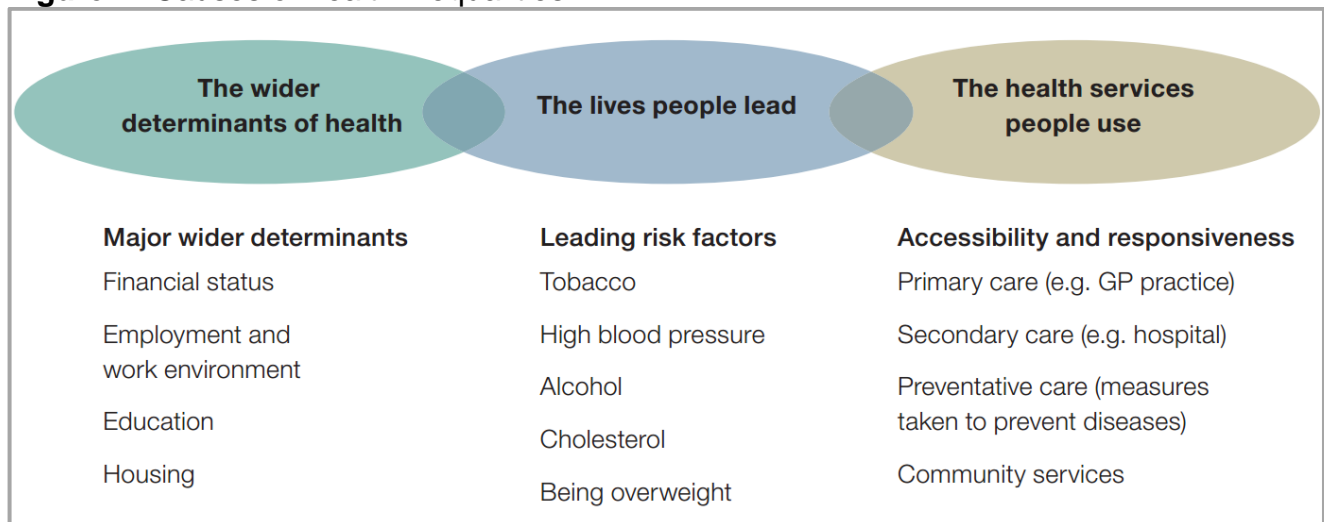 The wider
determinants of health
The lives people lead
The health services
people use
Major wider determinants
Financial status
Employment and
work environment
Education
Housing
Leading risk factors
Tobacco
High blood pressure
Alcohol
Cholesterol
Being overweight
Accessibility and responsiveness
Primary care (e.g. GP practice)
Secondary care (e.g. hospital)
Preventative care (measures
taken to prevent diseases)
Community services